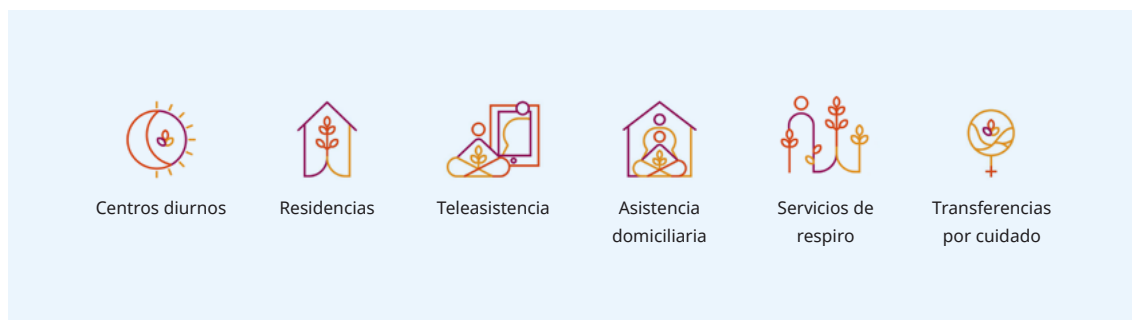 Centros diurnos
Residencias
Teleasistencia
Asistencia
domiciliaria
Servicios de
respiro
Transferencias
por cuidado